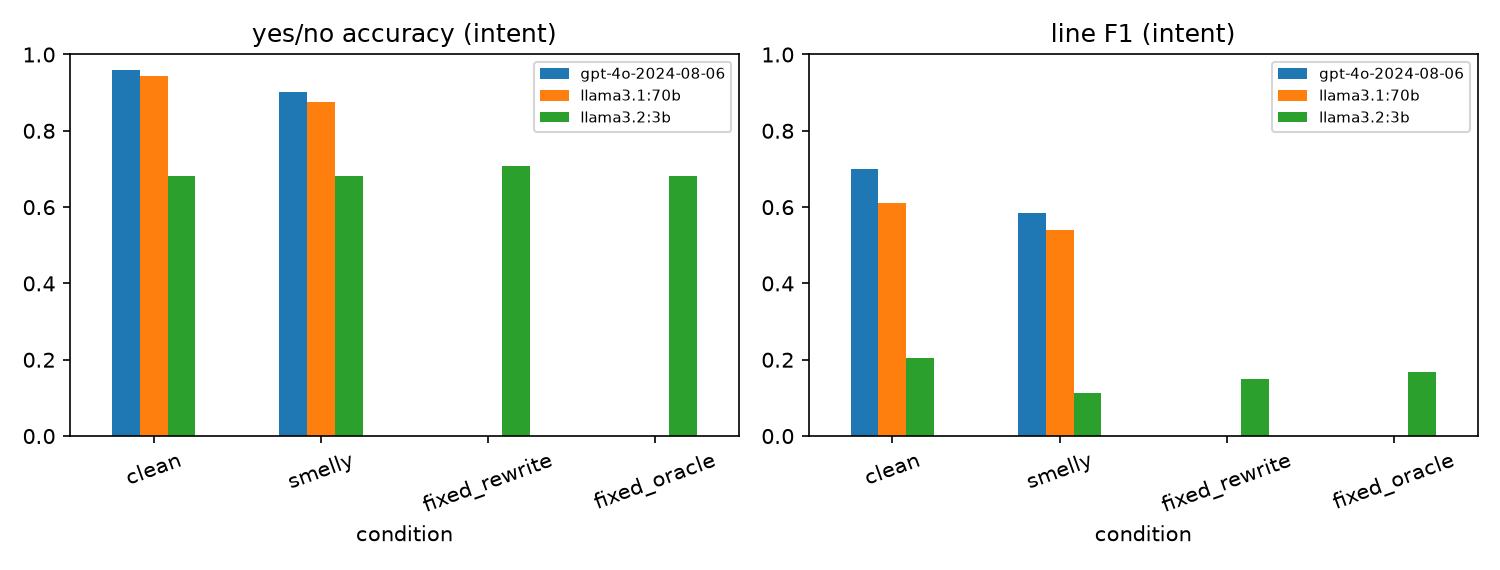 yes/no accuracy (intent)
1.0
0.8
0.6
0.4
0.2
0.0
gpt-4o-2024-08-06
llama3.1:70b
llama3.2:3b
clean
smelly
fixed_rewrite
fixed_oracle
condition
line F1 (intent)
1.0
0.8
0.6
0.4
0.2
0.0
gpt-4o-2024-08-06
llama3.1:70b
llama3.2:3b
clean
smelly
fixed_rewrite
fixed_oracle
condition